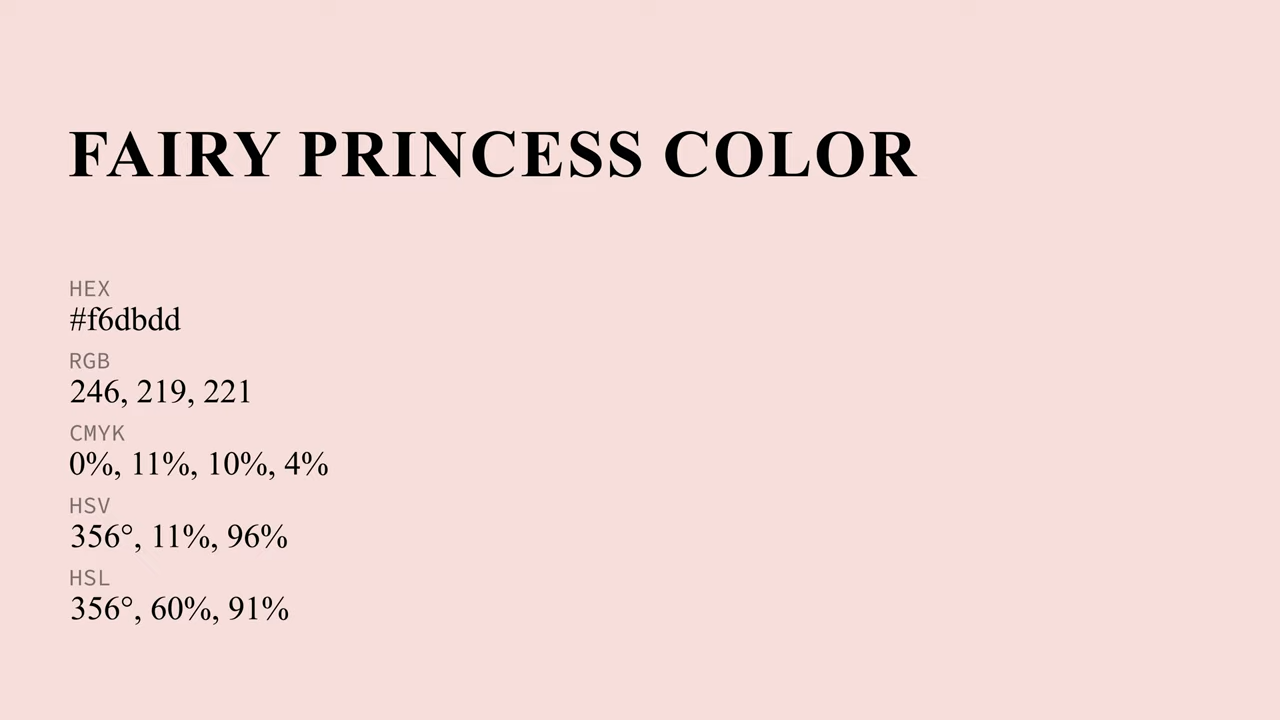 FAIRY PRINCESS COLOR
HEX
#f6dbdd
RGB
246, 219, 221
CMYK
0%, 11%, 10%, 4%
HSV
356°, 11%, 96%
HSL
356°, 60%, 91%